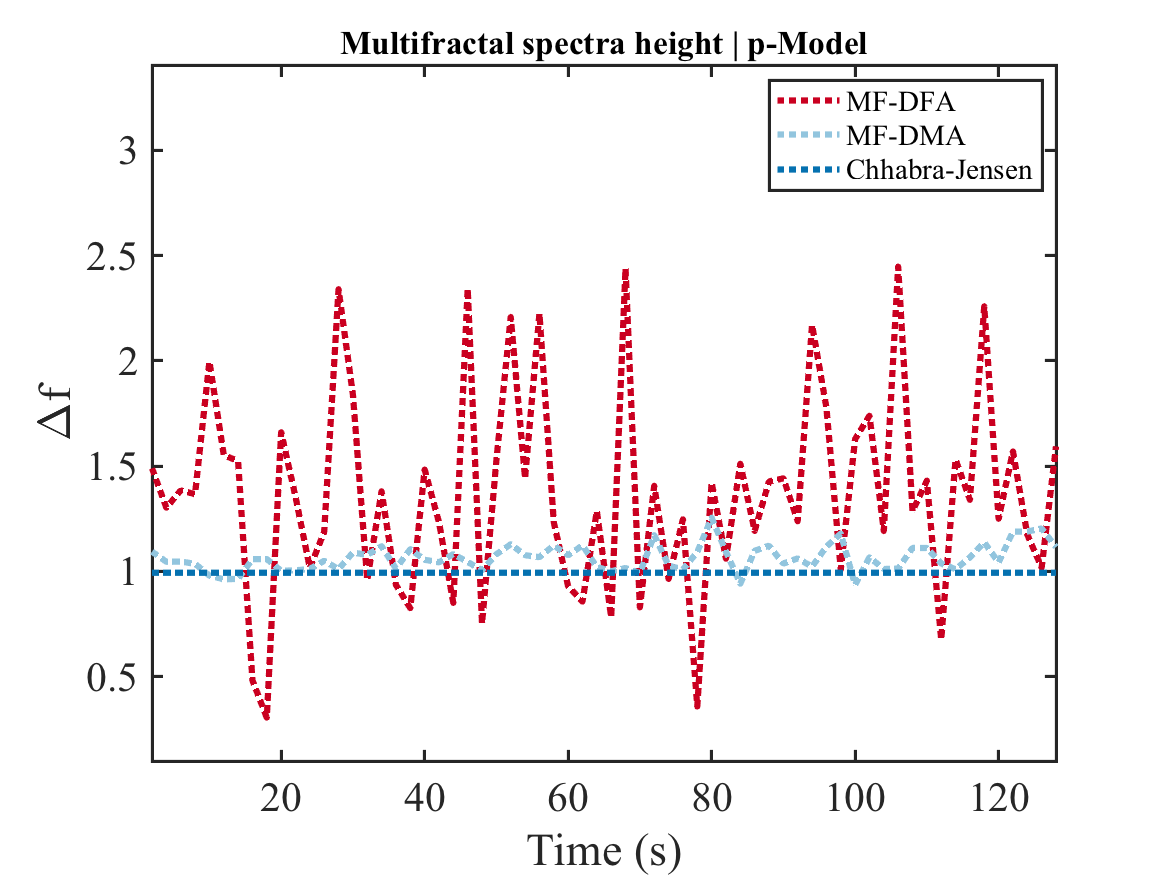 Multifractal spectra height | p-Model
MF-DFA
MF-DMA
Chhabra-Jensen
3
2.5
2
1.5
1
0.5
Δf
20 40 60 80 100 120
Time (s)